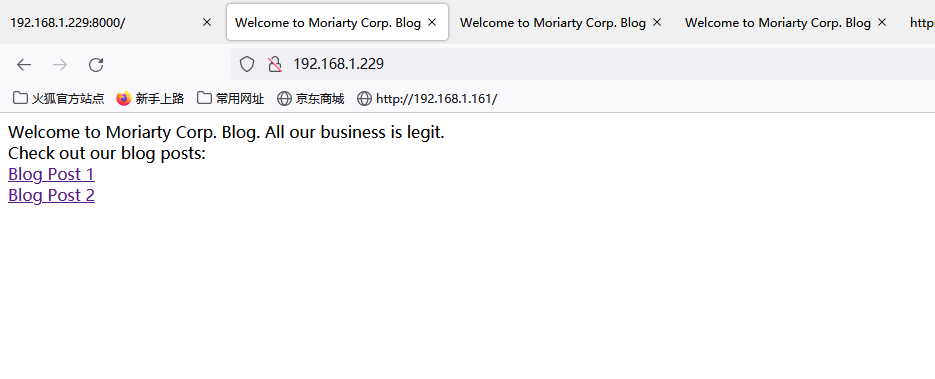 192.168.1.229:8000/ Welcome to Moriarty Corp. Blog Welcome to Moriarty Corp. Blog Welcome to Moriarty Corp. Blog http
192.168.1.229
火狐官方站点 新手上路 常用网址 京东商城 http://192.168.1.161/
Welcome to Moriarty Corp. Blog. All our business is legit.
Check out our blog posts:
Blog Post 1
Blog Post 2